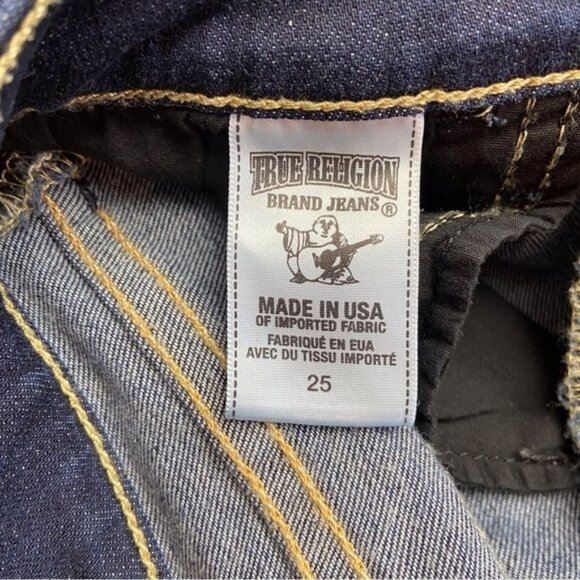 TRUE RELIGION
BRAND JEANS®
MADE IN USA
OF IMPORTED FABRIC
FABRIQUÉ EN EUA
AVEC DU TISSU IMPORTÉ
25